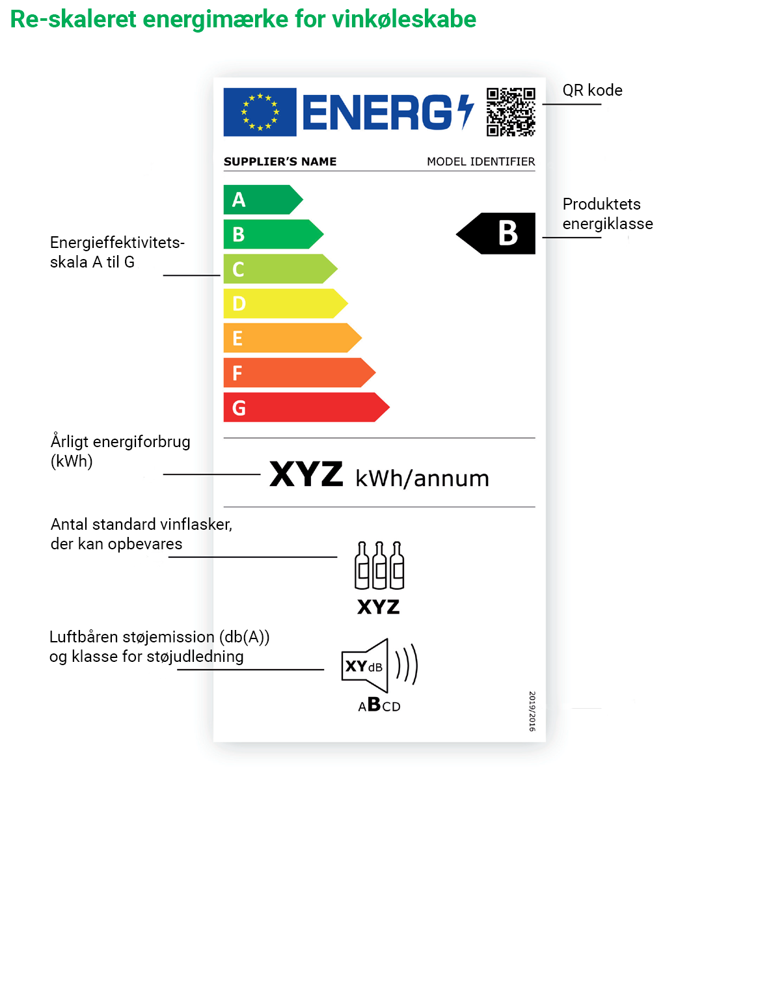 Re-skaleret energimærke for vinkøleskabe
ENERG
QR kode
SUPPLIER’S NAME
MODEL IDENTIFIER
A
Produktets
energiklasse
B
B
Energieffektivitets-
skala A til G
C
D
E
F
G
Årligt energiforbrug
(kWh)
XYZ kWh/annum
Antal standard vinflasker,
der kan opbevares
XYZ
Luftbåren støjemission (db(A))
og klasse for støjudledning
XYdB
ABCD
2019/2016